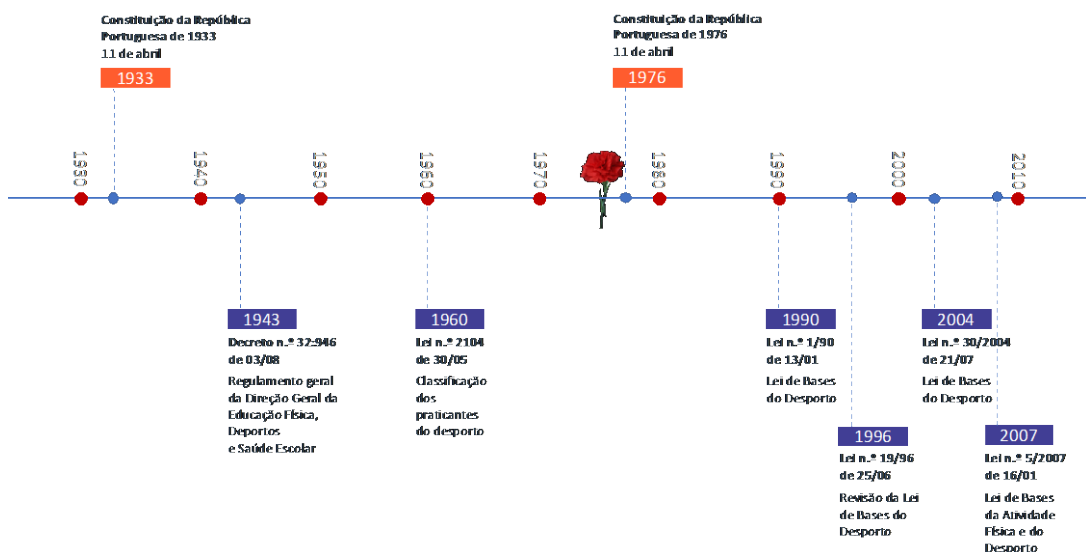 Constituição da República
Portuguesa de 1933
11 de abril
1933
Constituição da República
Portuguesa de 1976
11 de abril
1976
1930
1940
1950
1960
1970
1980
1990
2000
2010
1943
Decreto n.º 32:946
de 03/08
Regulamento geral
da Direção Geral da
Educação Física,
Deportos
e Saúde Escolar
1960
Lei n.º 2104
de 30/05
Classificação
dos
praticantes
do desporto
1990
Lei n.º 1/90
de 13/01
Lei de Bases
do Desporto
2004
Lei n.º 30/2004
de 21/07
Lei de Bases
do Desporto
1996
Lei n.º 19/96
de 25/06
Revisão da Lei
de Bases do
Desporto
2007
Lei n.º 5/2007
de 16/01
Lei de Bases
da Atividade
Física e do
Desporto